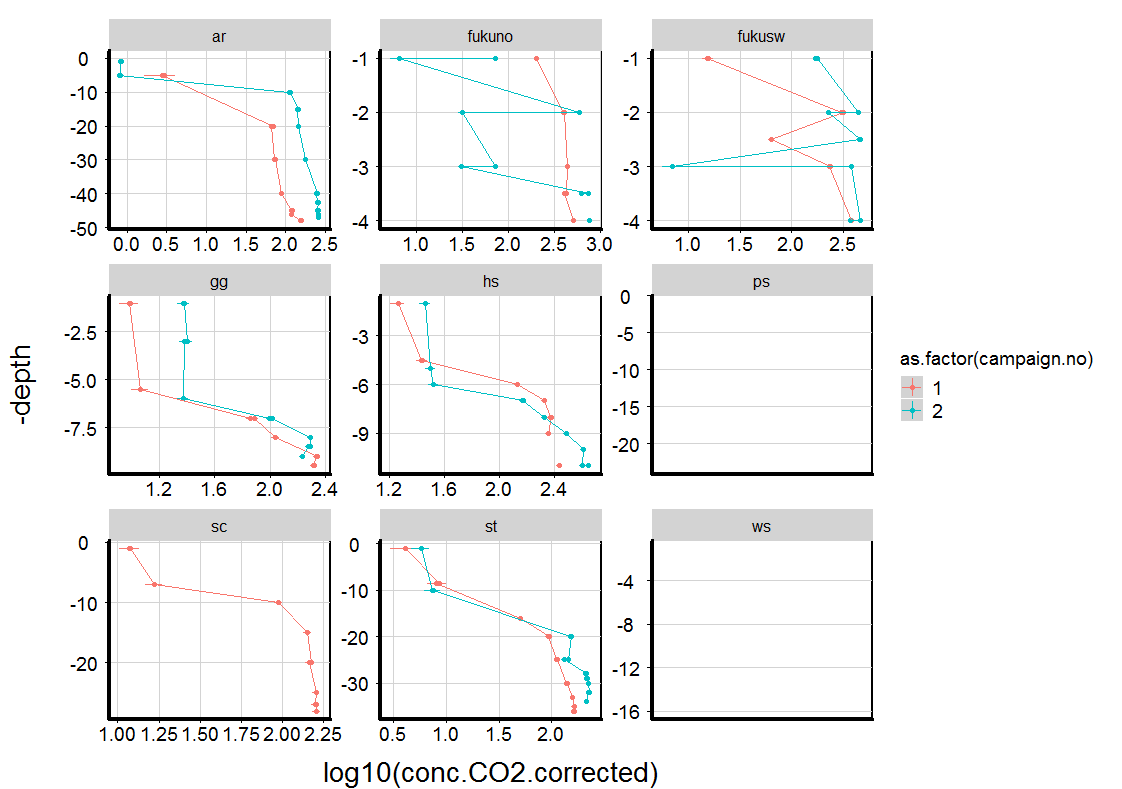 ar fukuno fukusw
0 -10 -20 -30 -40 -50
-1 -2 -3 -4
-1 -2 -3 -4
0.0 0.5 1.0 1.5 2.0 2.5
1.0 1.5 2.0 2.5 3.0
1.0 1.5 2.0 2.5
gg hs ps
-2.5 -5.0 -7.5
-3 -6 -9
0 -5 -10 -15 -20
1.2 1.6 2.0 2.4
1.2 1.6 2.0 2.4
sc st ws
0 -10 -20
0 -10 -20 -30
-4 -8 -12 -16
1.00 1.25 1.50 1.75 2.00 2.25
0.5 1.0 1.5 2.0
-depth
log10(conc.CO2.corrected)
as.factor(campaign.no)
1
2